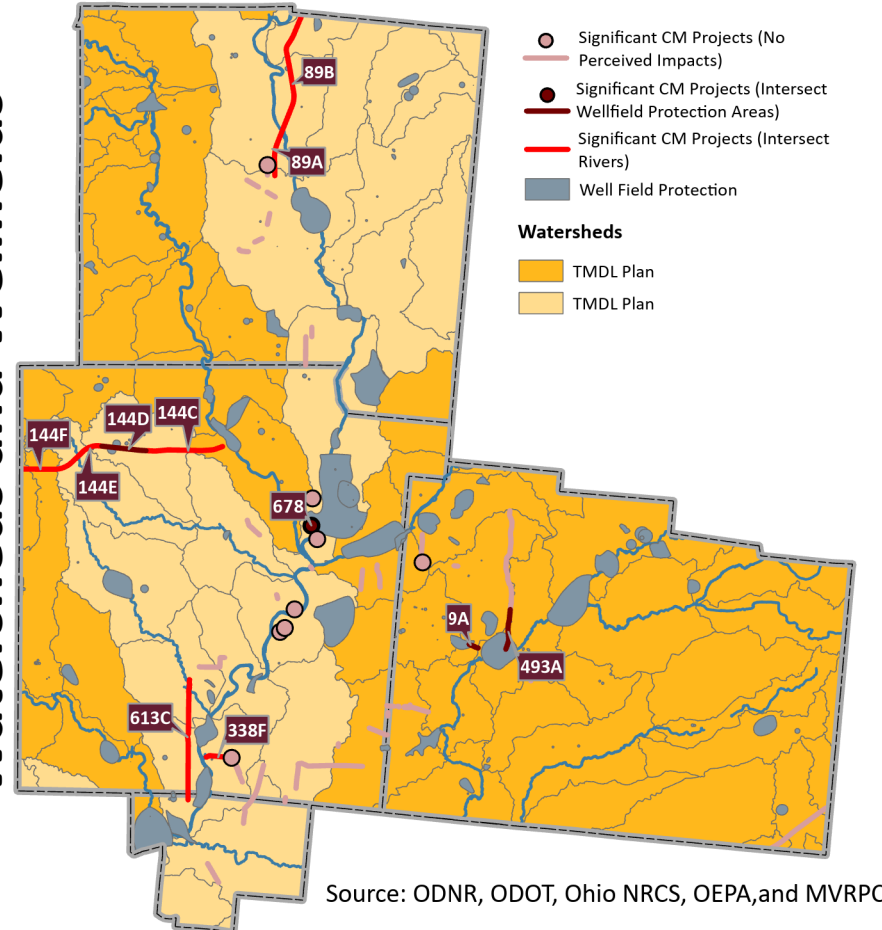 Significant CM Projects (No
Perceived Impacts)
Significant CM Projects (Intersect
Wellfield Protection Areas)
Significant CM Projects (Intersect
Rivers)
Well Field Protection
Watersheds
TMDL Plan
TMDL Plan
89B
89A
144F
144D
144C
144E
678
9A
493A
613C
338F
Source: ODNR, ODOT, Ohio NRCS, OEPA,and MVRPC